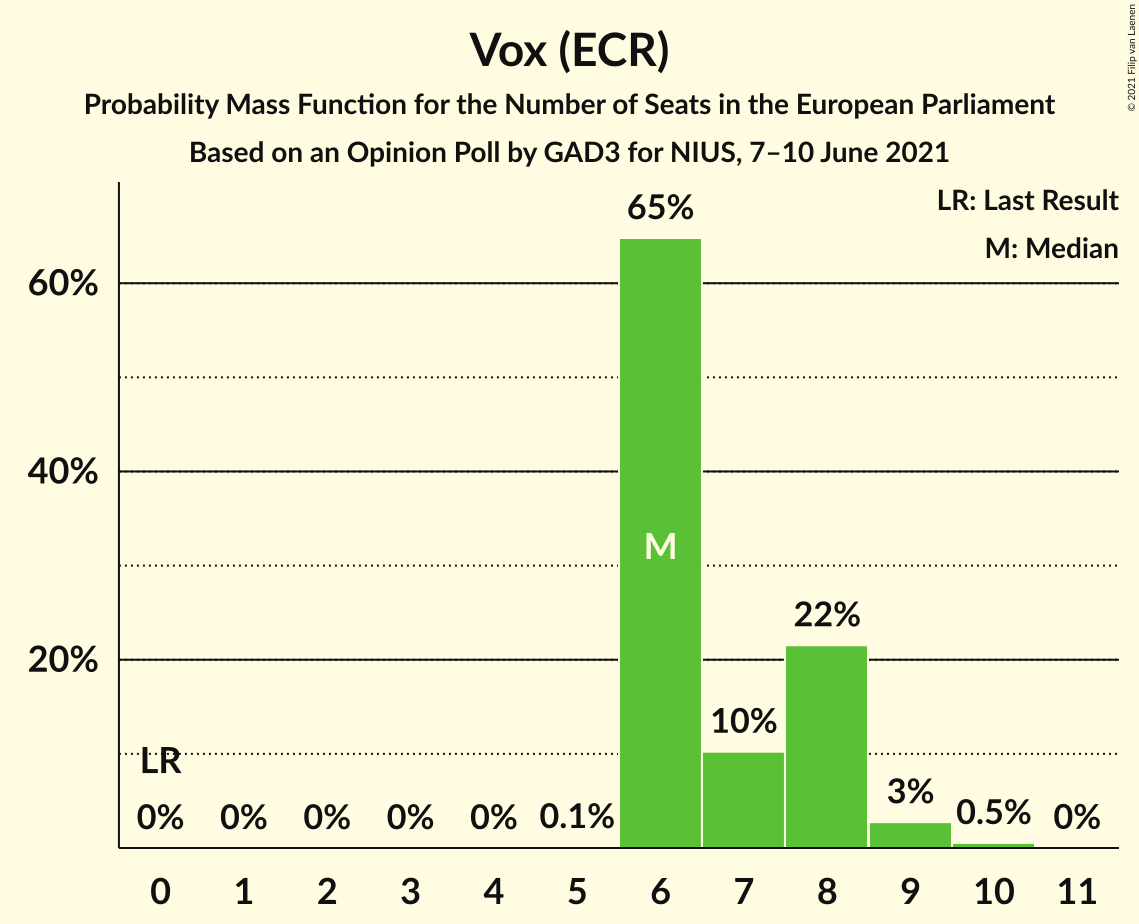 Vox (ECR)
Probability Mass Function for the Number of Seats in the European Parliament
Based on an Opinion Poll by GAD3 for NIUS, 7–10 June 2021
© 2021 Filip van Laenen
LR: Last Result
M: Median
65%
60%
40%
M
22%
20%
10%
LR
3%
0% 0% 0% 0% 0% 0.1% 0.5% 0%
0 1 2 3 4 5 6 7 8 9 10 11